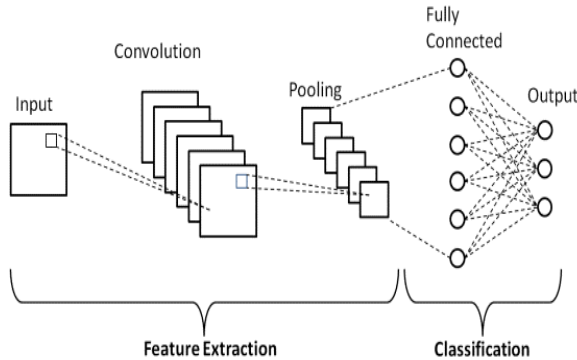 Input
Convolution
Pooling
Fully
Connected
Output
Feature Extraction
Classification